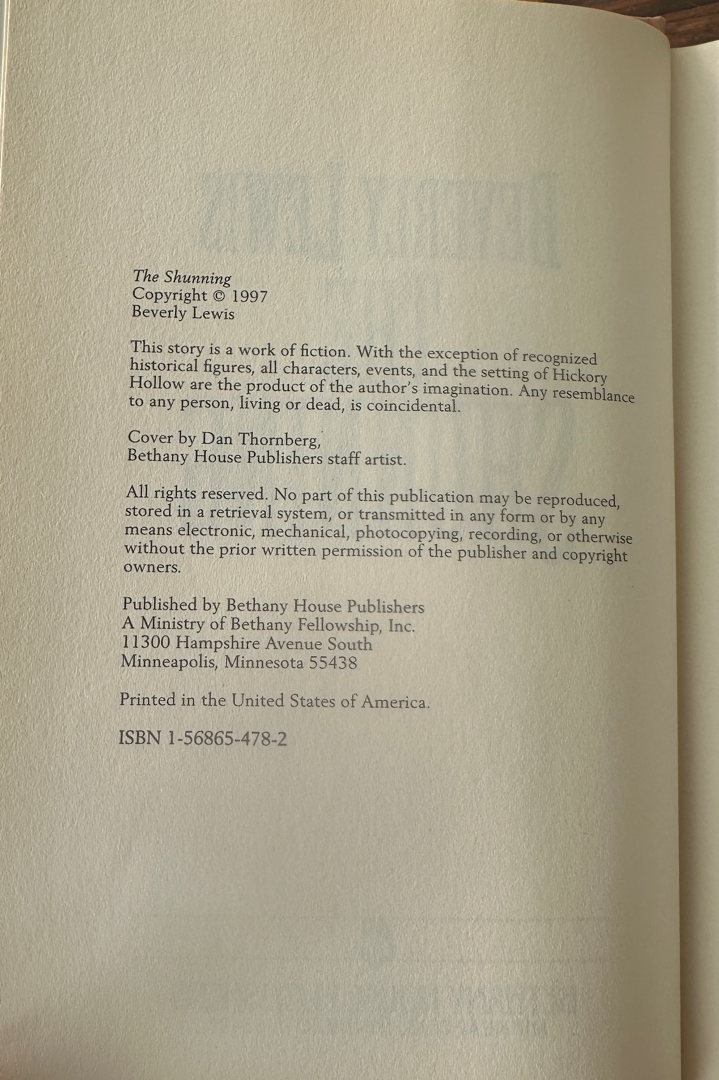 The Shunning
Copyright © 1997
Beverly Lewis
This story is a work of fiction. With the exception of recognized
historical figures, all characters, events, and the setting of Hickory
Hollow are the product of the author's imagination. Any resemblance
to any person, living or dead, is coincidental.
Cover by Dan Thornberg,
Bethany House Publishers staff artist.
All rights reserved. No part of this publication may be reproduced,
stored in a retrieval system, or transmitted in any form or by any
means electronic, mechanical, photocopying, recording, or otherwise
without the prior written permission of the publisher and copyright
owners.
Published by Bethany House Publishers
A Ministry of Bethany Fellowship, Inc.
11300 Hampshire Avenue South
Minneapolis, Minnesota 55438
Printed in the United States of America.
ISBN 1-56865-478-2